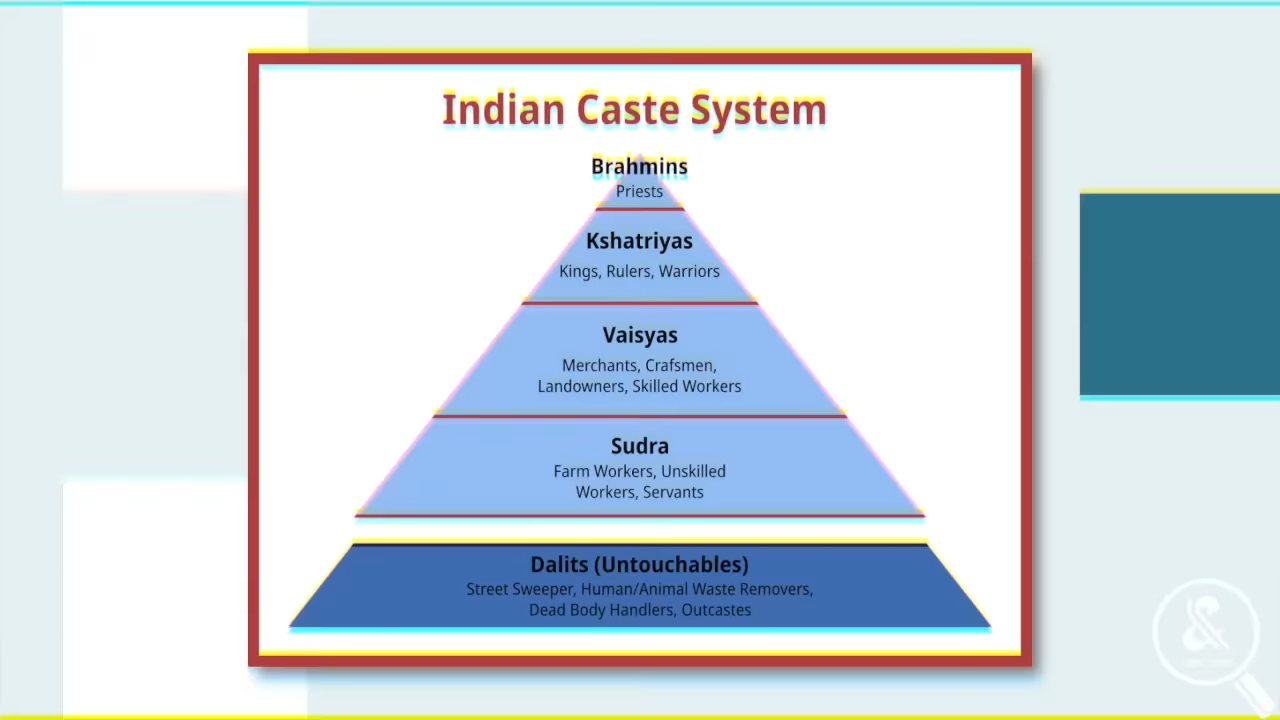 Indian Caste System
Brahmins
Priests
Kshatriyas
Kings, Rulers, Warriors
Vaisyas
Merchants, Crafsmen,
Landowners, Skilled Workers
Sudra
Farm Workers, Unskilled
Workers, Servants
Dalits (Untouchables)
Street Sweeper, Human/Animal Waste Removers,
Dead Body Handlers, Outcastes
&